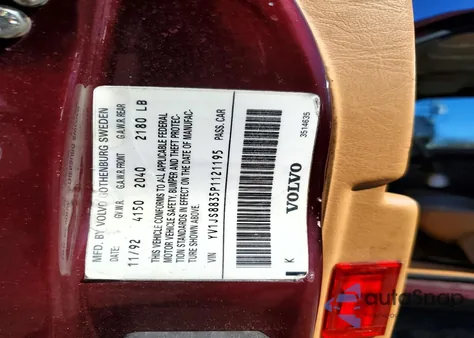 MFD. BY VOLVO GOTHENBURG SWEDEN
DATE: G.V.W.R. G.A.W.R. FRONT G.A.W.R. REAR
11/92 4150 2040 2180 LB
THIS VEHICLE CONFORMS TO ALL APPLICABLE FEDERAL
MOTOR VEHICLE SAFETY, BUMPER AND THEFT PROTEC-
TION STANDARDS IN EFFECT ON THE DATE OF MANUFAC-
TURE SHOWN ABOVE.
VIN YV1JS8835P1121195 PASS. CAR
VOLVO 3514635
K
autoSnap